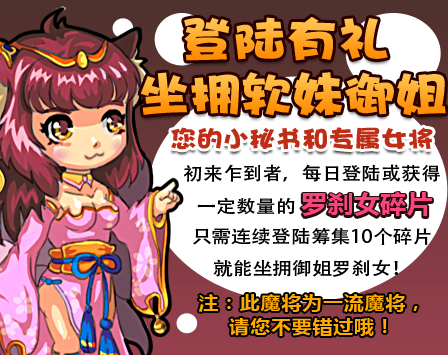 登陆有礼
坐拥软妹御姐
您的小秘书和专属女将
初来乍到者，每日登陆或获得
一定数量的 罗刹女碎片
只需连续登陆筹集10个碎片
就能坐拥御姐罗刹女！
注：此魔将为一流魔将，
请您不要错过哦！